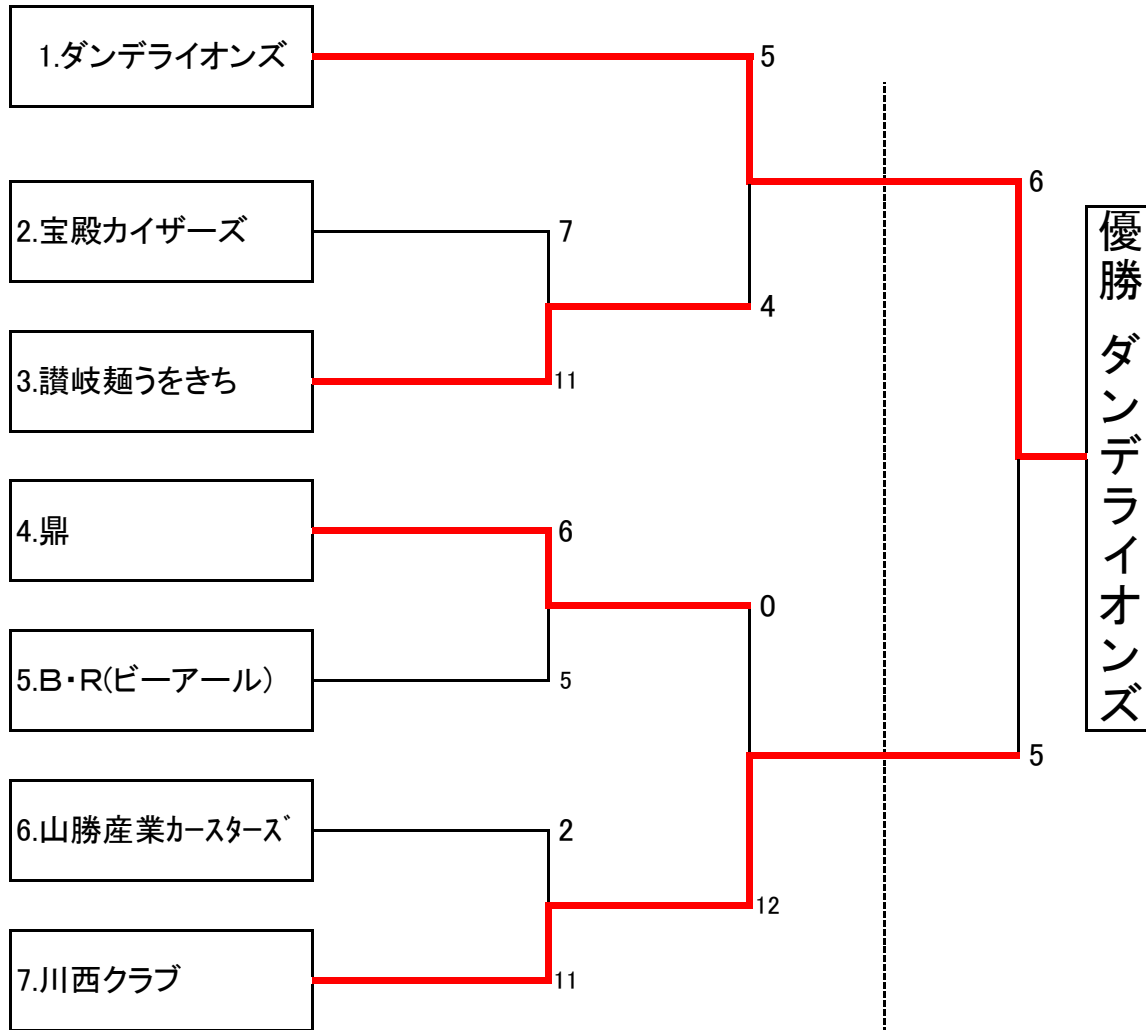 1.ダンデライオンズ
5
6
2.宝殿カイザーズ
7
4
3.讃岐麺うをきち
11
4.鼎
6
0
5.B・R(ビーアール)
5
5
6.山勝産業ｶｰｽﾀｰｽﾞ
2
12
7.川西クラブ
11
優勝 ダンデライオンズ